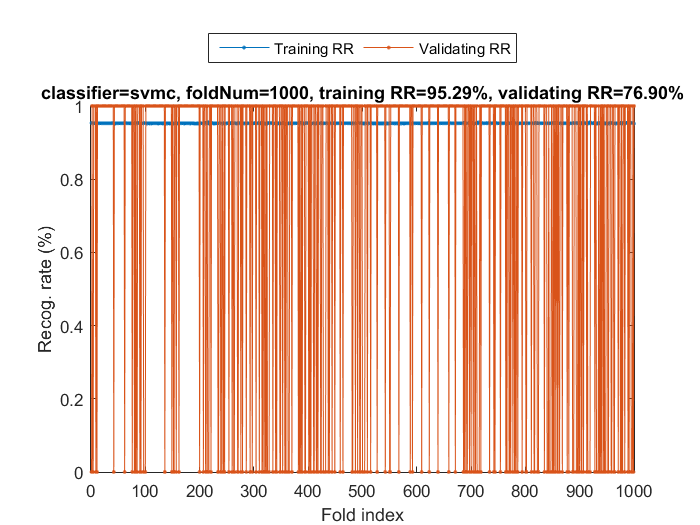 Training RR Validating RR
classifier=svmc, foldNum=1000, training RR=95.29%, validating RR=76.90%
Recog. rate (%)
1
0.8
0.6
0.4
0.2
0
0 100 200 300 400 500 600 700 800 900 1000
Fold index